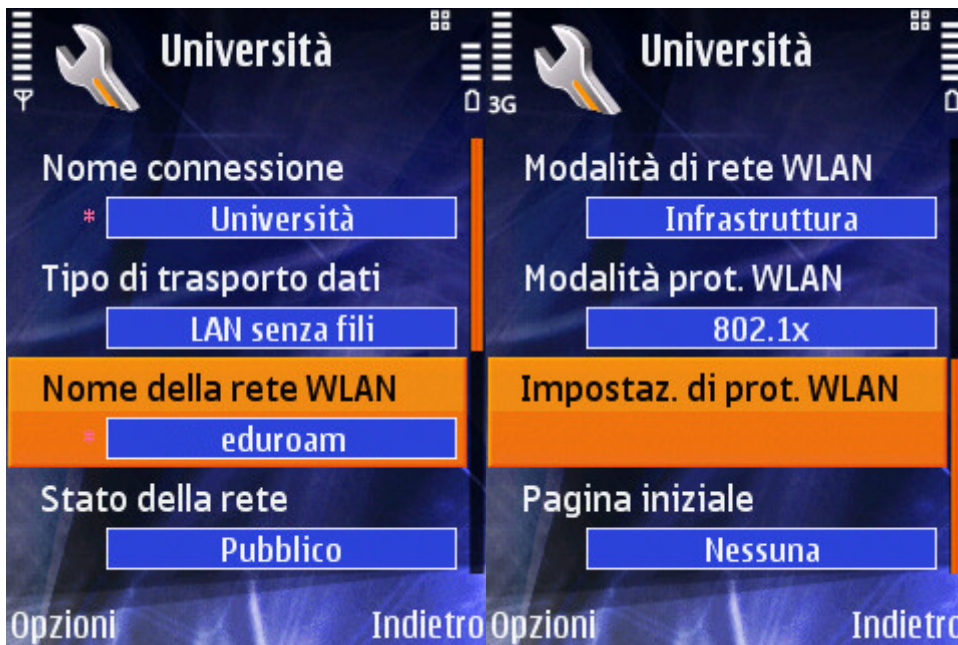 Università
Nome connessione
* Università
Tipo di trasporto dati
LAN senza fili
Nome della rete WLAN
* eduroam
Stato della rete
Pubblico
Opzioni Indietro
3G
Università
Modalità di rete WLAN
Infrastruttura
Modalità prot. WLAN
802.1x
Impostaz. di prot. WLAN
Pagina iniziale
Nessuna
Opzioni Indietro